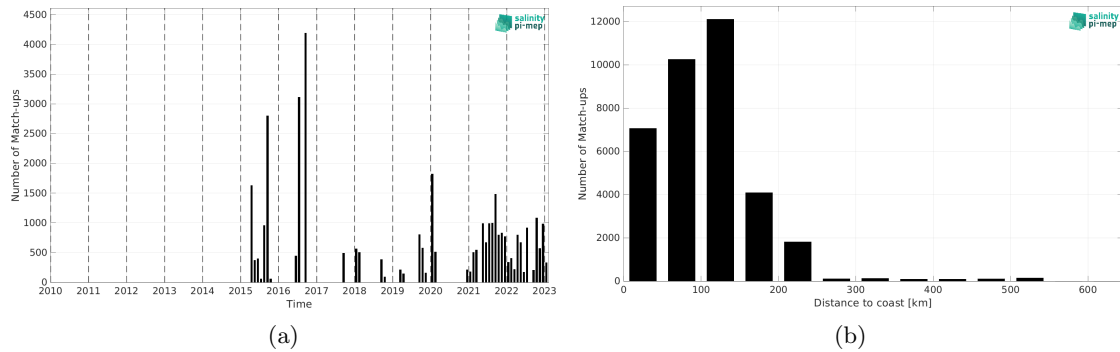 4500
4000
3500
3000
2500
2000
1500
1000
500
0
Number of Match-ups
2010 2011 2012 2013 2014 2015 2016 2017 2018 2019 2020 2021 2022 2023
Time
salinity
pi-mep
(a)
12000
10000
8000
6000
4000
2000
0
Number of Match-ups
0 100 200 300 400 500 600
Distance to coast [km]
salinity
pi-mep
(b)